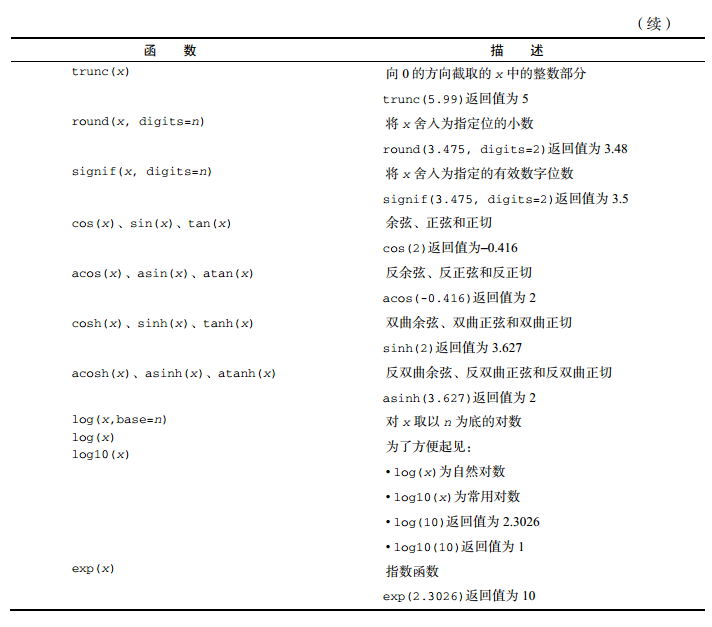 （续）
函 数 描 述
trunc(x) 向 0 的方向截取的 x 中的整数部分
trunc(5.99)返回值为 5
round(x, digits=n) 将 x 舍入为指定位的小数
round(3.475, digits=2)返回值为 3.48
signif(x, digits=n) 将 x 舍入为指定的有效数字位数
signif(3.475, digits=2)返回值为 3.5
cos(x)、sin(x)、tan(x) 余弦、正弦和正切
cos(2)返回值为–0.416
acos(x)、asin(x)、atan(x) 反余弦、反正弦和反正切
acos(-0.416)返回值为 2
cosh(x)、sinh(x)、tanh(x) 双曲余弦、双曲正弦和双曲正切
sinh(2)返回值为 3.627
acosh(x)、asinh(x)、atanh(x) 反双曲余弦、反双曲正弦和反双曲正切
asinh(3.627)返回值为 2
log(x,base=n) 对 x 取以 n 为底的对数
log(x)
log10(x)
为了方便起见：
• log(x)为自然对数
• log10(x)为常用对数
• log(10)返回值为 2.3026
• log10(10)返回值为 1
exp(x) 指数函数
exp(2.3026)返回值为 10